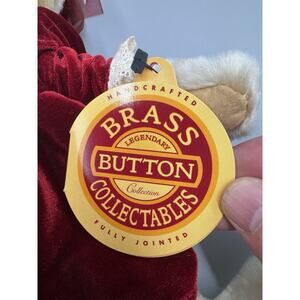 HANDCRAFTED
BRASS
LEGENDARY
BUTTON
Collection
COLLECTABLES
FULLY JOINTED